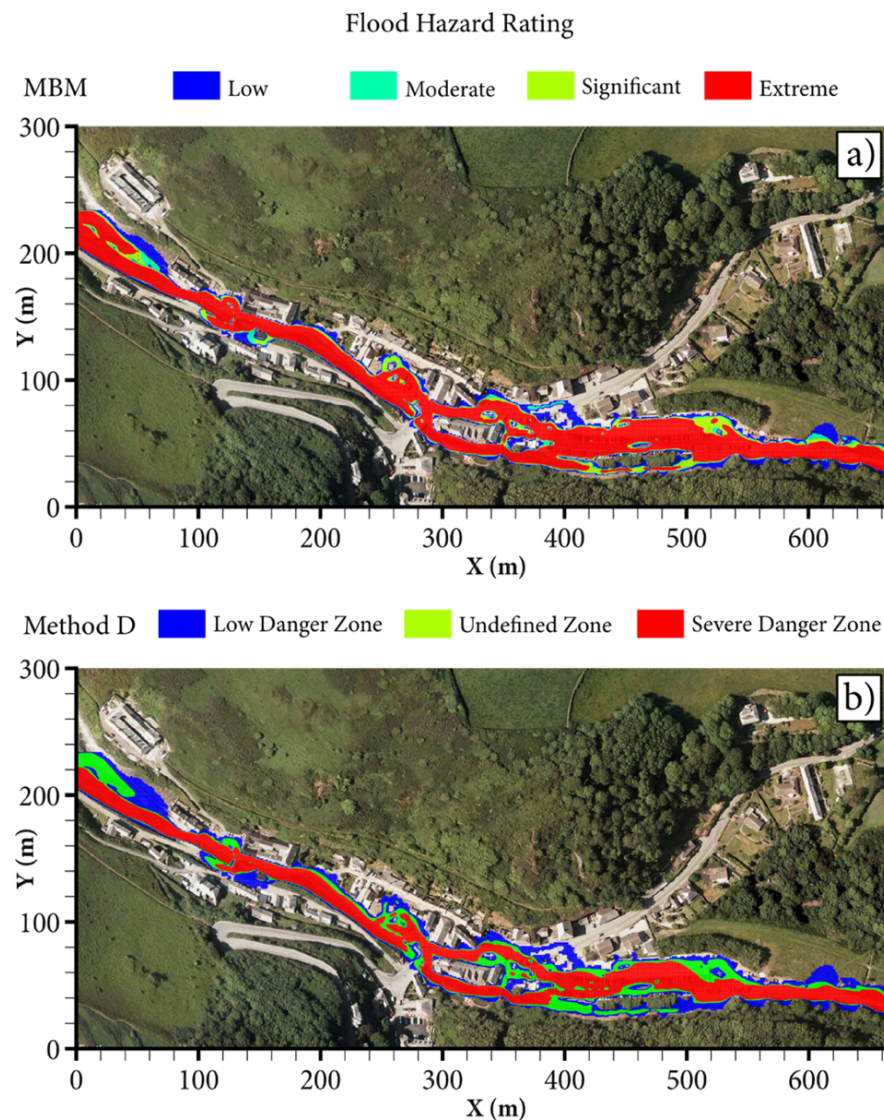 Flood Hazard Rating
MBM Low Moderate Significant Extreme
300
a)
200
Y (m)
100
0
0 100 200 300 400 500 600
X (m)
Method D Low Danger Zone Undefined Zone Severe Danger Zone
300
b)
200
Y (m)
100
0
0 100 200 300 400 500 600
X (m)